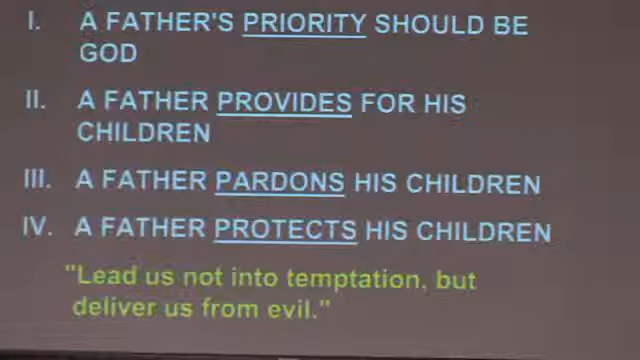 I. A FATHER'S PRIORITY SHOULD BE
GOD
II. A FATHER PROVIDES FOR HIS
CHILDREN
III. A FATHER PARDONS HIS CHILDREN
IV. A FATHER PROTECTS HIS CHILDREN
"Lead us not into temptation, but
deliver us from evil."